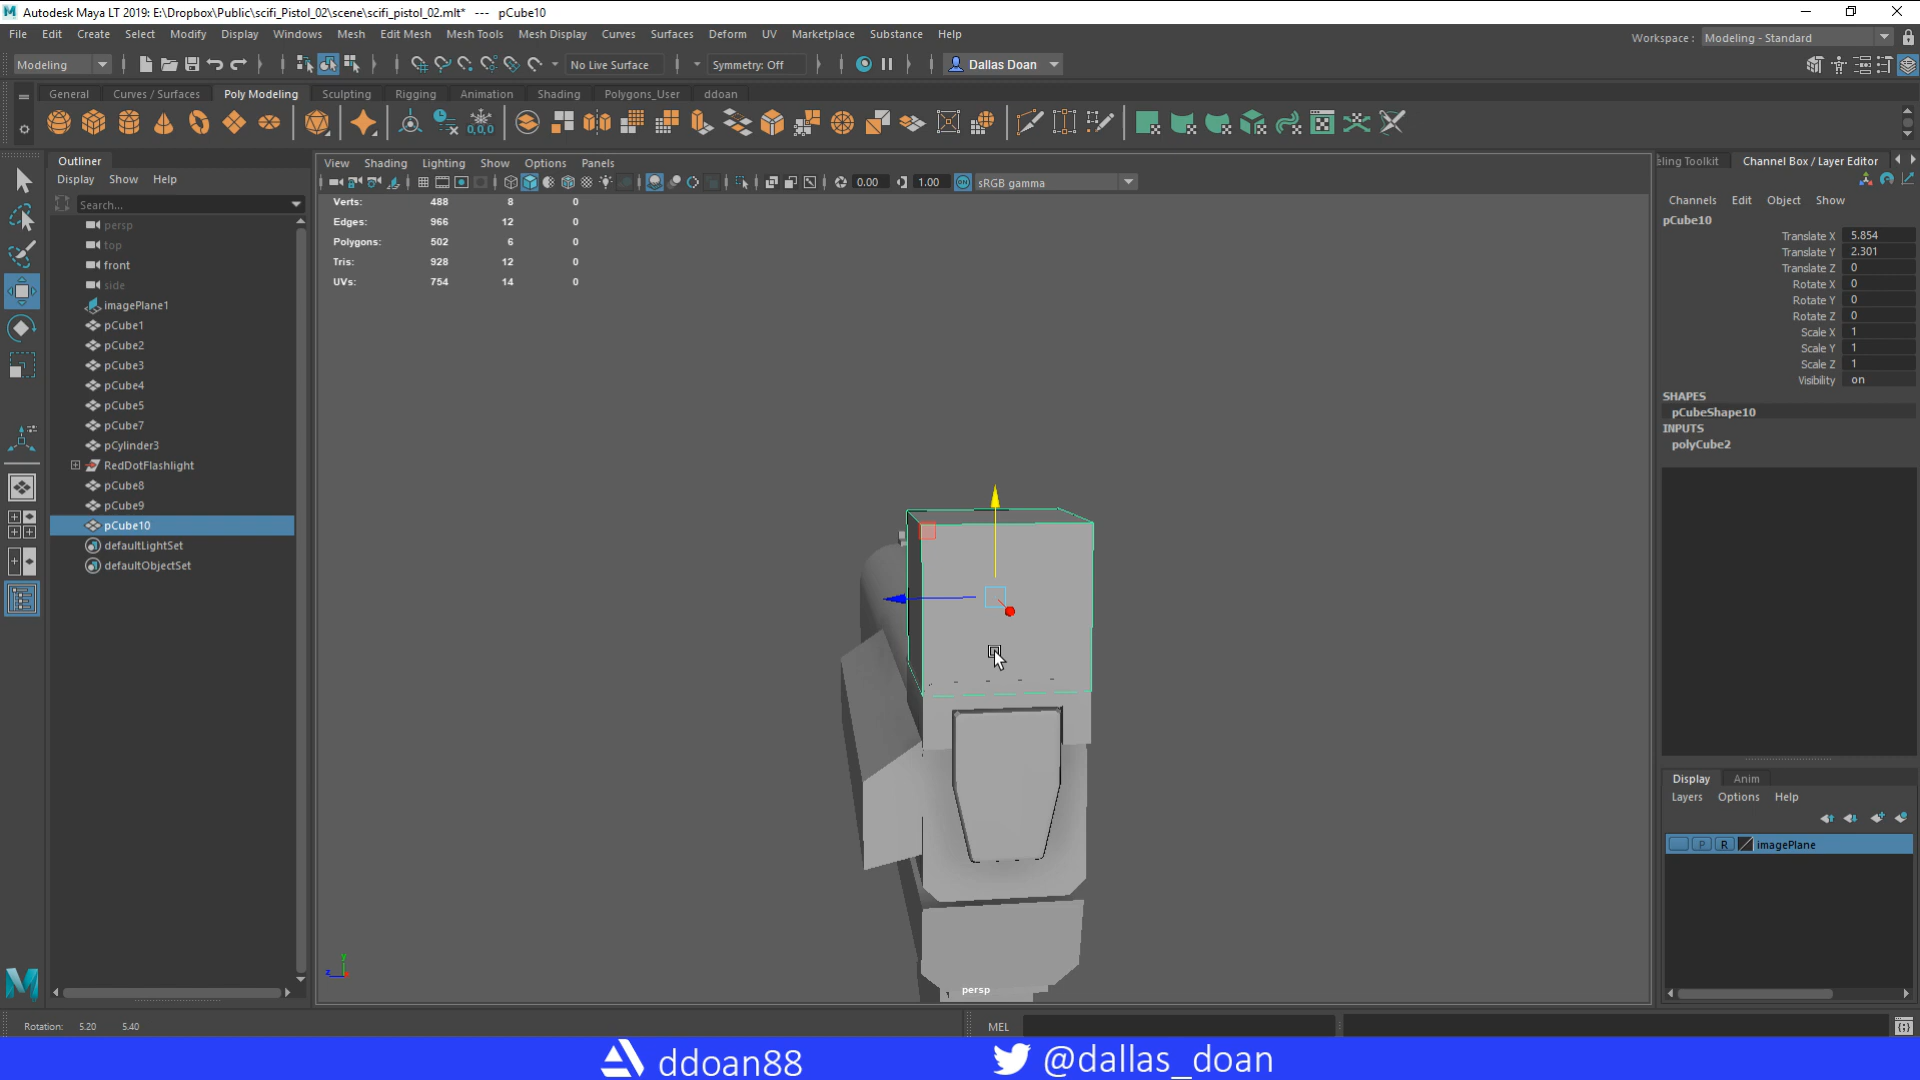 Autodesk Maya LT 2019: E:\Dropbox\Public\scifi_Pistol_02\scene\scifi_pistol_02.mlt* --- pCube10
File Edit Create Select Modify Display Windows Mesh Edit Mesh Mesh Tools Mesh Display Curves Surfaces Deform UV Marketplace Substance Help
Workspace : Modeling - Standard
Modeling
No Live Surface
Symmetry: Off
Dallas Doan
General Curves / Surfaces Poly Modeling Sculpting Rigging Animation Shading Polygons_User ddoan
0,0,0
Outliner
Display Show Help
Search...
persp
top
front
side
imagePlane1
pCube1
pCube2
pCube3
pCube4
pCube5
pCube7
pCylinder3
RedDotFlashlight
pCube8
pCube9
pCube10
defaultLightSet
defaultObjectSet
View Shading Lighting Show Options Panels
0.00 1.00 sRGB gamma
Verts: 488 8 0
Edges: 966 12 0
Polygons: 502 6 0
Tris: 928 12 0
UVs: 754 14 0
y
z
persp
eling Toolkit Channel Box / Layer Editor
Channels Edit Object Show
pCube10
Translate X 5.854
Translate Y 2.301
Translate Z 0
Rotate X 0
Rotate Y 0
Rotate Z 0
Scale X 1
Scale Y 1
Scale Z 1
Visibility on
SHAPES
pCubeShape10
INPUTS
polyCube2
Display Anim
Layers Options Help
P R imagePlane
Rotation: 5.20 5.40
MEL
ddoan88
@dallas_doan